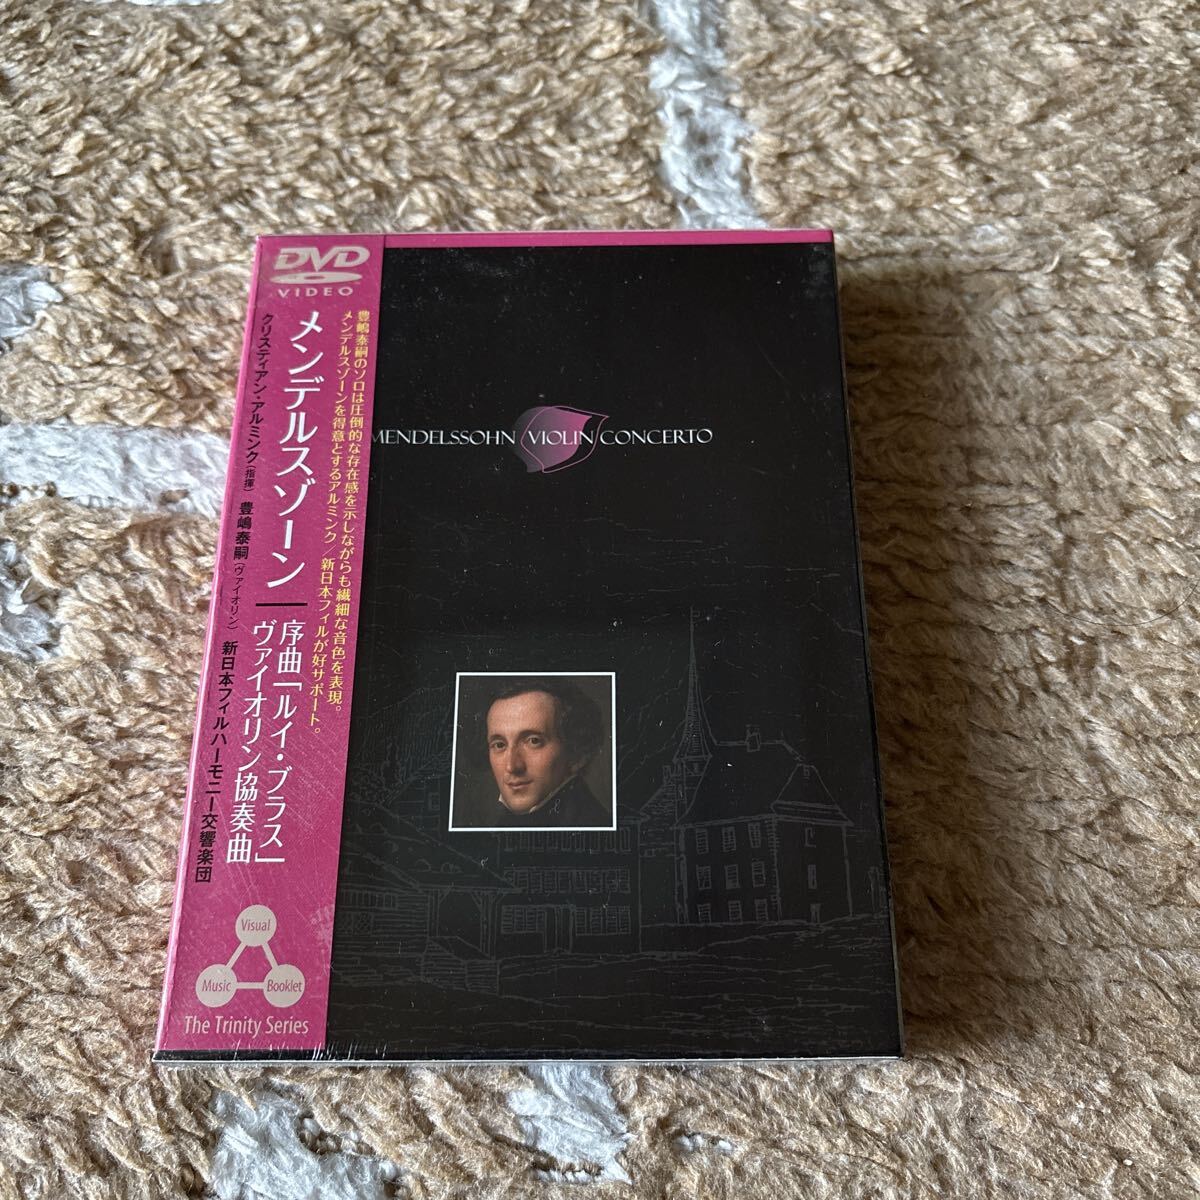 DVD
VIDEO
豊嶋泰嗣のソロは圧倒的な存在感を示しながらも繊細な音色を表現。
メンデルスゾーンを得意とするアルミンク/新日本フィルが好サポート。
メンデルスゾーン
序曲「ルイ・ブラス」
ヴァイオリン協奏曲
クリスティアン・アルミンク(指揮) 豊嶋泰嗣(ヴァイオリン) 新日本フィルハーモニー交響楽団
Visual
Music
Booklet
The Trinity Series
MENDELSSOHN VIOLIN CONCERTO